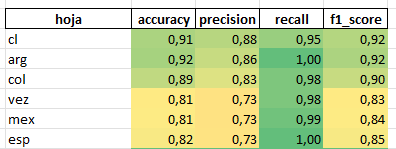 hoja accuracy precision recall f1_score
cl 0,91 0,88 0,95 0,92
arg 0,92 0,86 1,00 0,92
col 0,89 0,83 0,98 0,90
vez 0,81 0,73 0,98 0,83
mex 0,81 0,73 0,99 0,84
esp 0,82 0,73 1,00 0,85